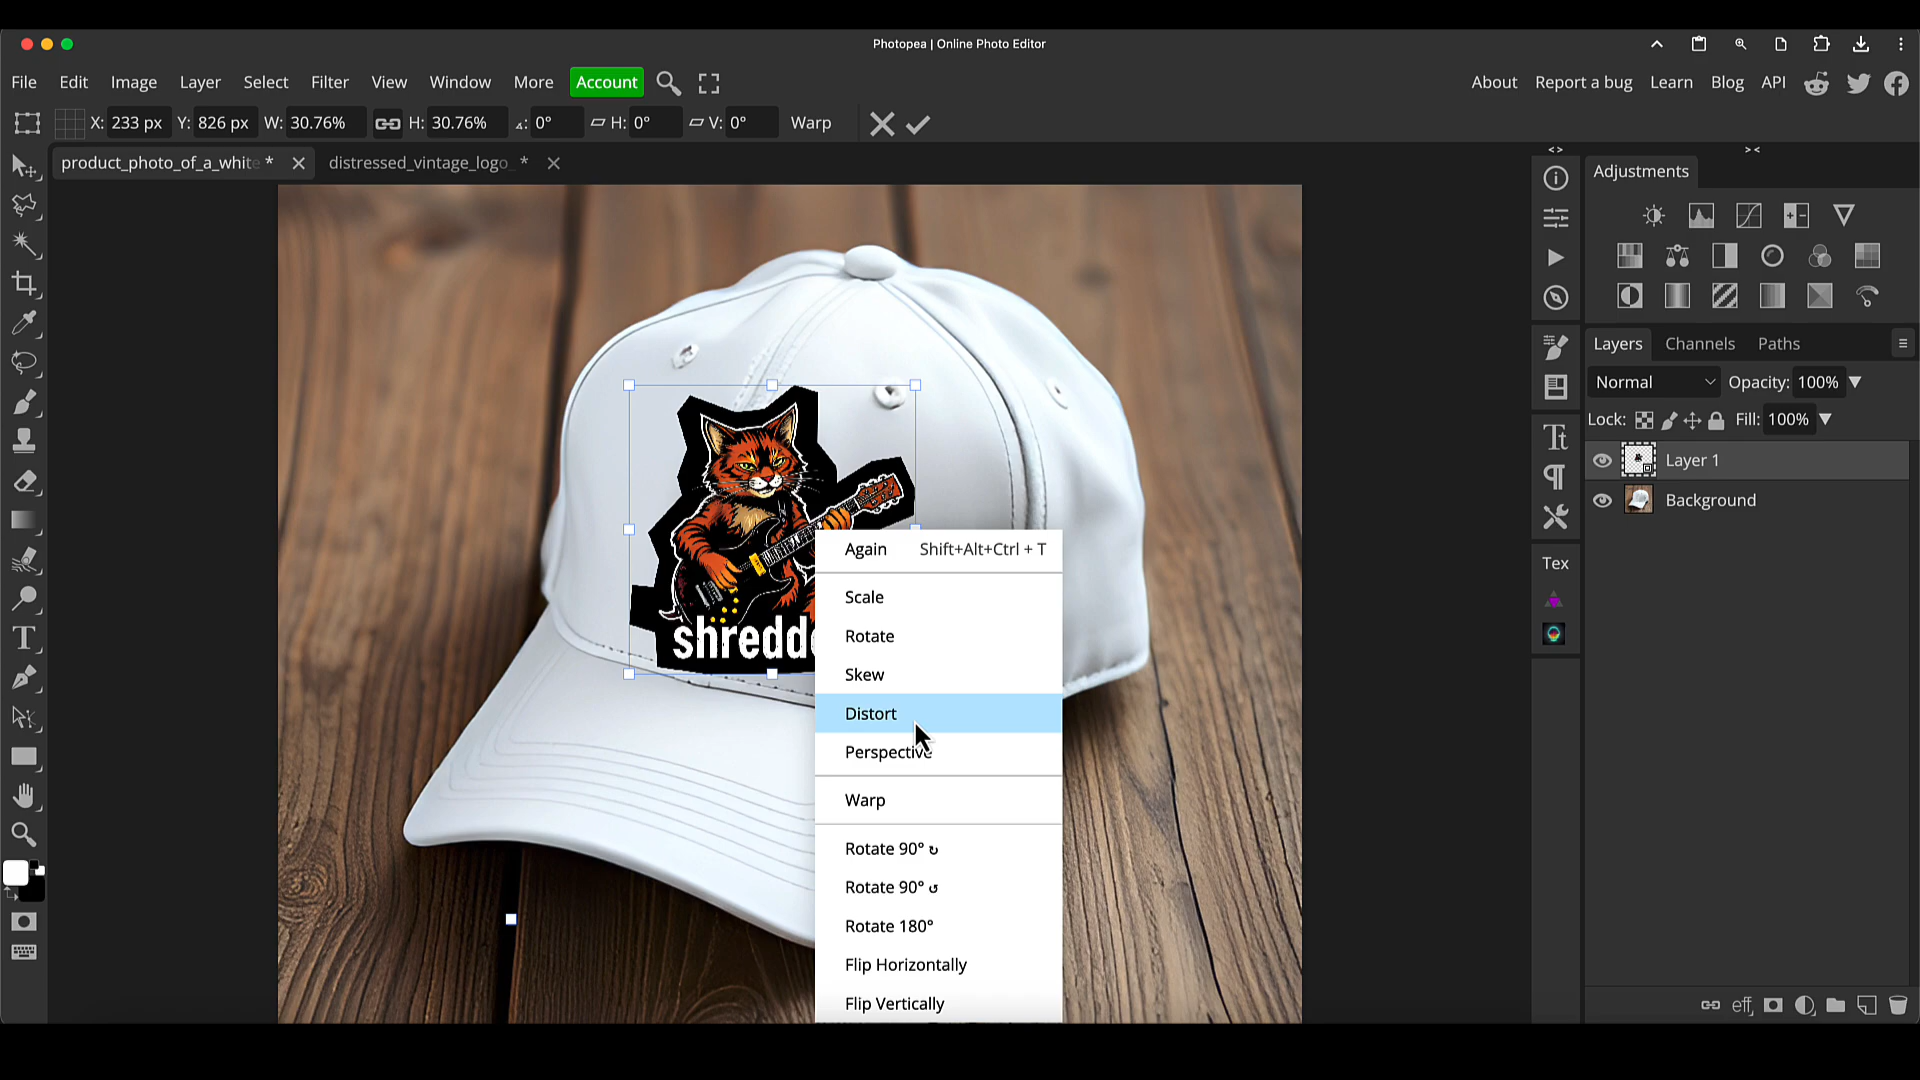 Photopea | Online Photo Editor
File Edit Image Layer Select Filter View Window More Account About Report a bug Learn Blog API
X: 233 px Y: 826 px W: 30.76% H: 30.76% ⊿: 0° H: 0° V: 0° Warp
product_photo_of_a_white * distressed_vintage_logo_ *
< > > <
Adjustments
Layers Channels Paths
Normal Opacity: 100%
Lock: Fill: 100%
Layer 1
Background
Tex
shredde
Again Shift+Alt+Ctrl + T
Scale
Rotate
Skew
Distort
Perspective
Warp
Rotate 90° ↻
Rotate 90° ↺
Rotate 180°
Flip Horizontally
Flip Vertically
eff